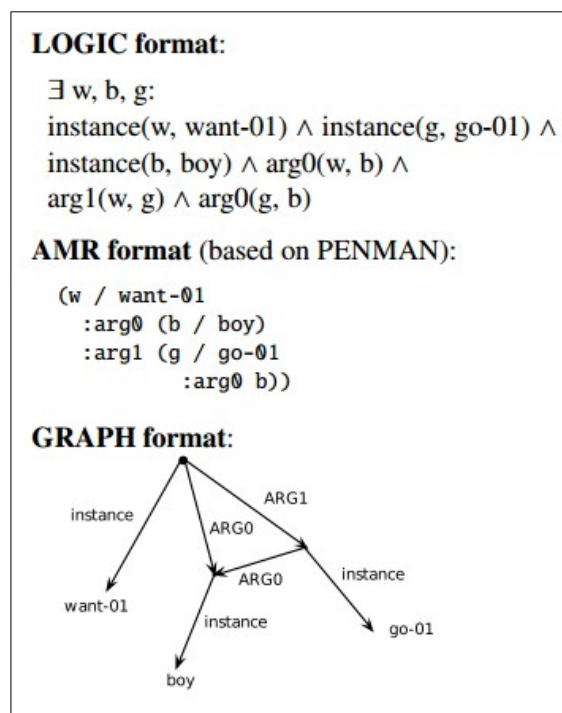 LOGIC format:
∃ w, b, g:
instance(w, want-01) ∧ instance(g, go-01) ∧
instance(b, boy) ∧ arg0(w, b) ∧
arg1(w, g) ∧ arg0(g, b)
AMR format (based on PENMAN):
(w / want-01
:arg0 (b / boy)
:arg1 (g / go-01
:arg0 b))
GRAPH format:
instance
ARG1
ARG0
ARG0
instance
want-01
instance
go-01
boy